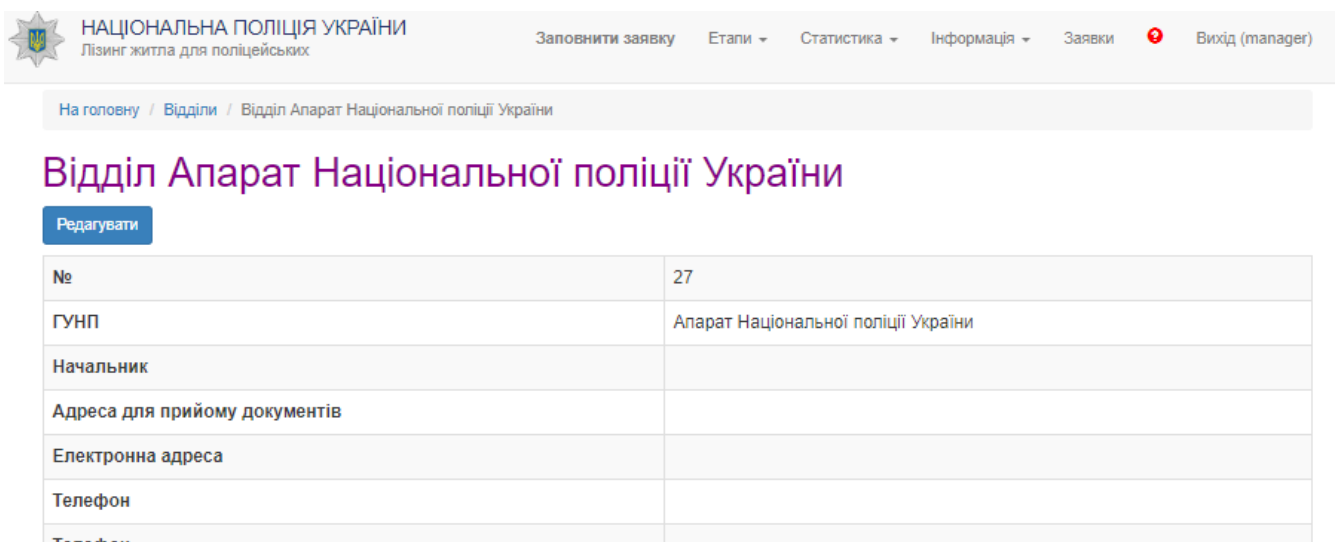 НАЦІОНАЛЬНА ПОЛІЦІЯ УКРАЇНИ
Лізинг житла для поліцейських
Заповнити заявку Етапи Статистика Інформація Заявки Вихід (manager)
На головну / Відділи / Відділ Апарат Національної поліції України
Відділ Апарат Національної поліції України
Редагувати
№ 27
ГУНП Апарат Національної поліції України
Начальник
Адреса для прийому документів
Електронна адреса
Телефон